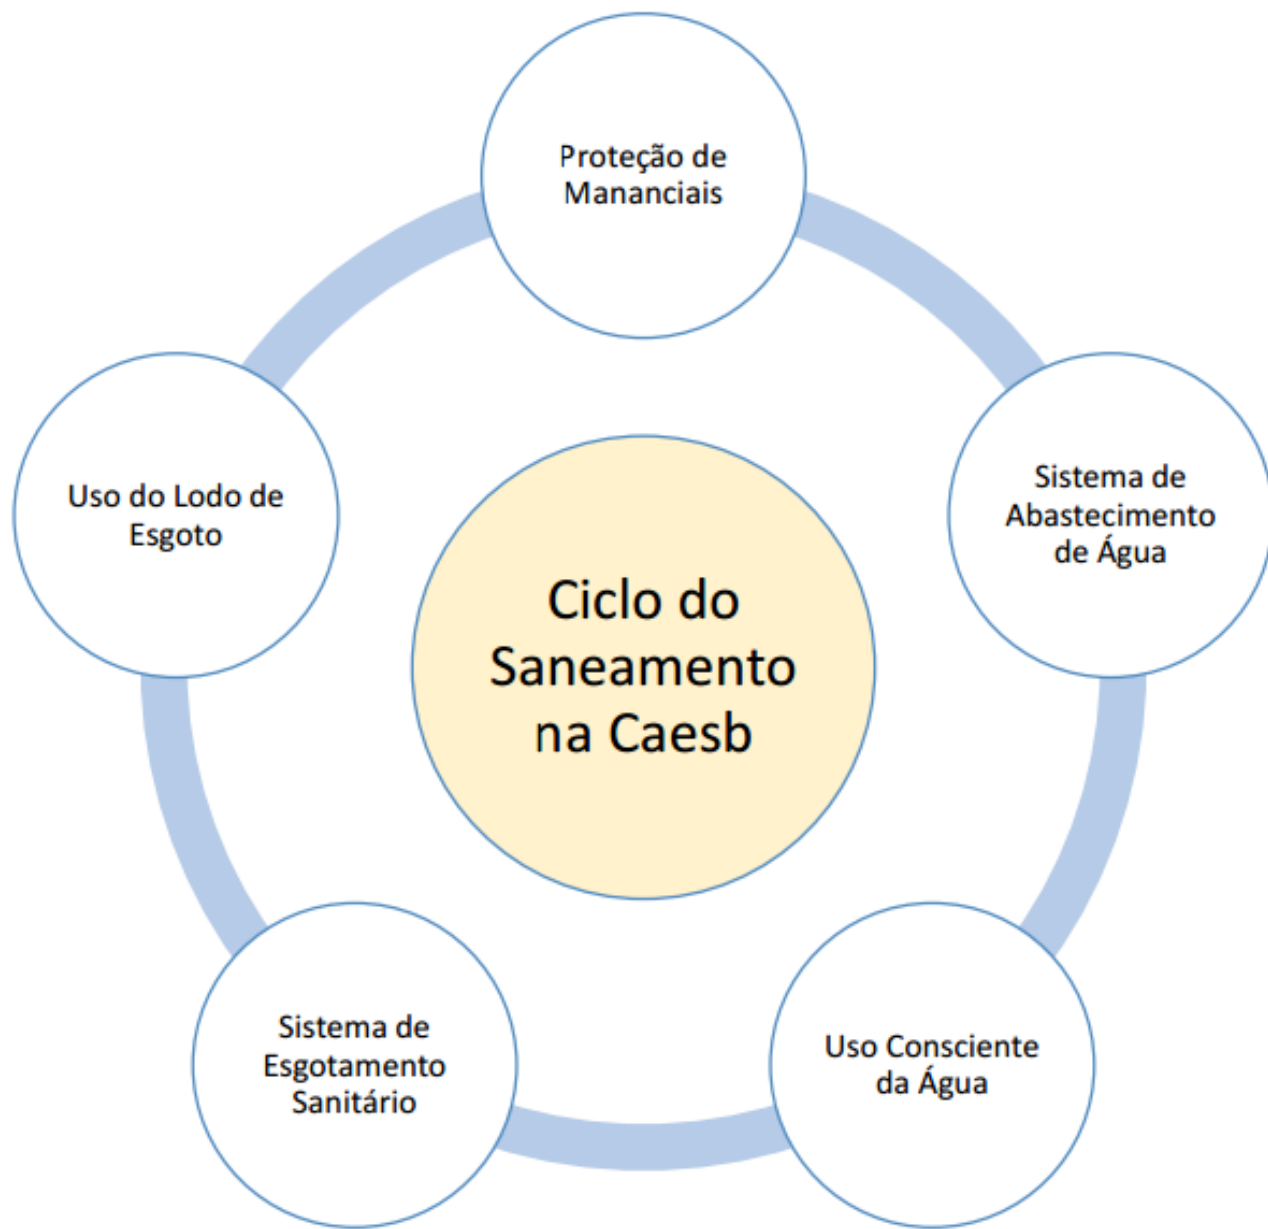 Proteção de
Mananciais
Sistema de
Abastecimento
de Água
Uso Consciente
da Água
Sistema de
Esgotamento
Sanitário
Uso do Lodo de
Esgoto
Ciclo do
Saneamento
na Caesb